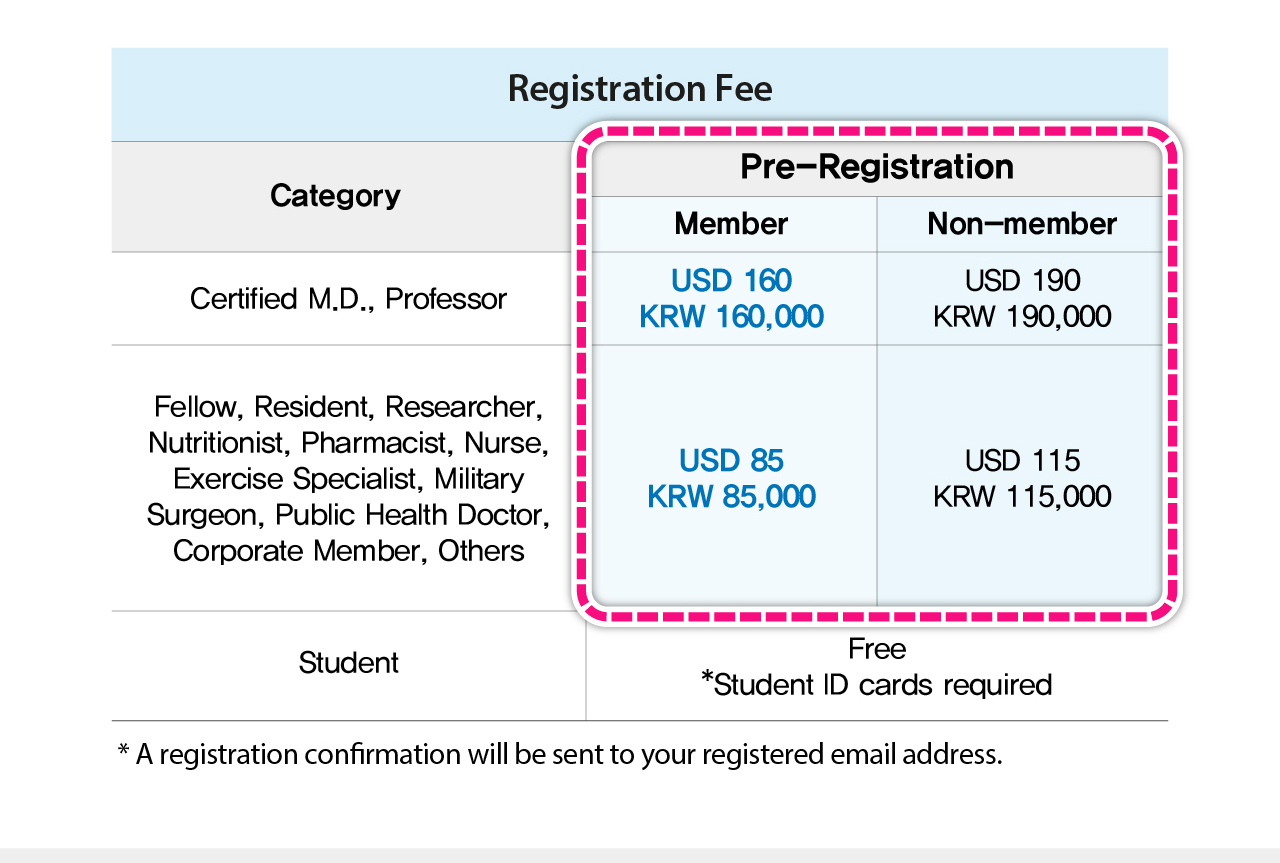 Registration Fee
Category
Pre-Registration
Member
Non-member
Certified M.D., Professor
USD 160
KRW 160,000
USD 190
KRW 190,000
Fellow, Resident, Researcher,
Nutritionist, Pharmacist, Nurse,
Exercise Specialist, Military
Surgeon, Public Health Doctor,
Corporate Member, Others
USD 85
KRW 85,000
USD 115
KRW 115,000
Student
Free
*Student ID cards required
* A registration confirmation will be sent to your registered email address.